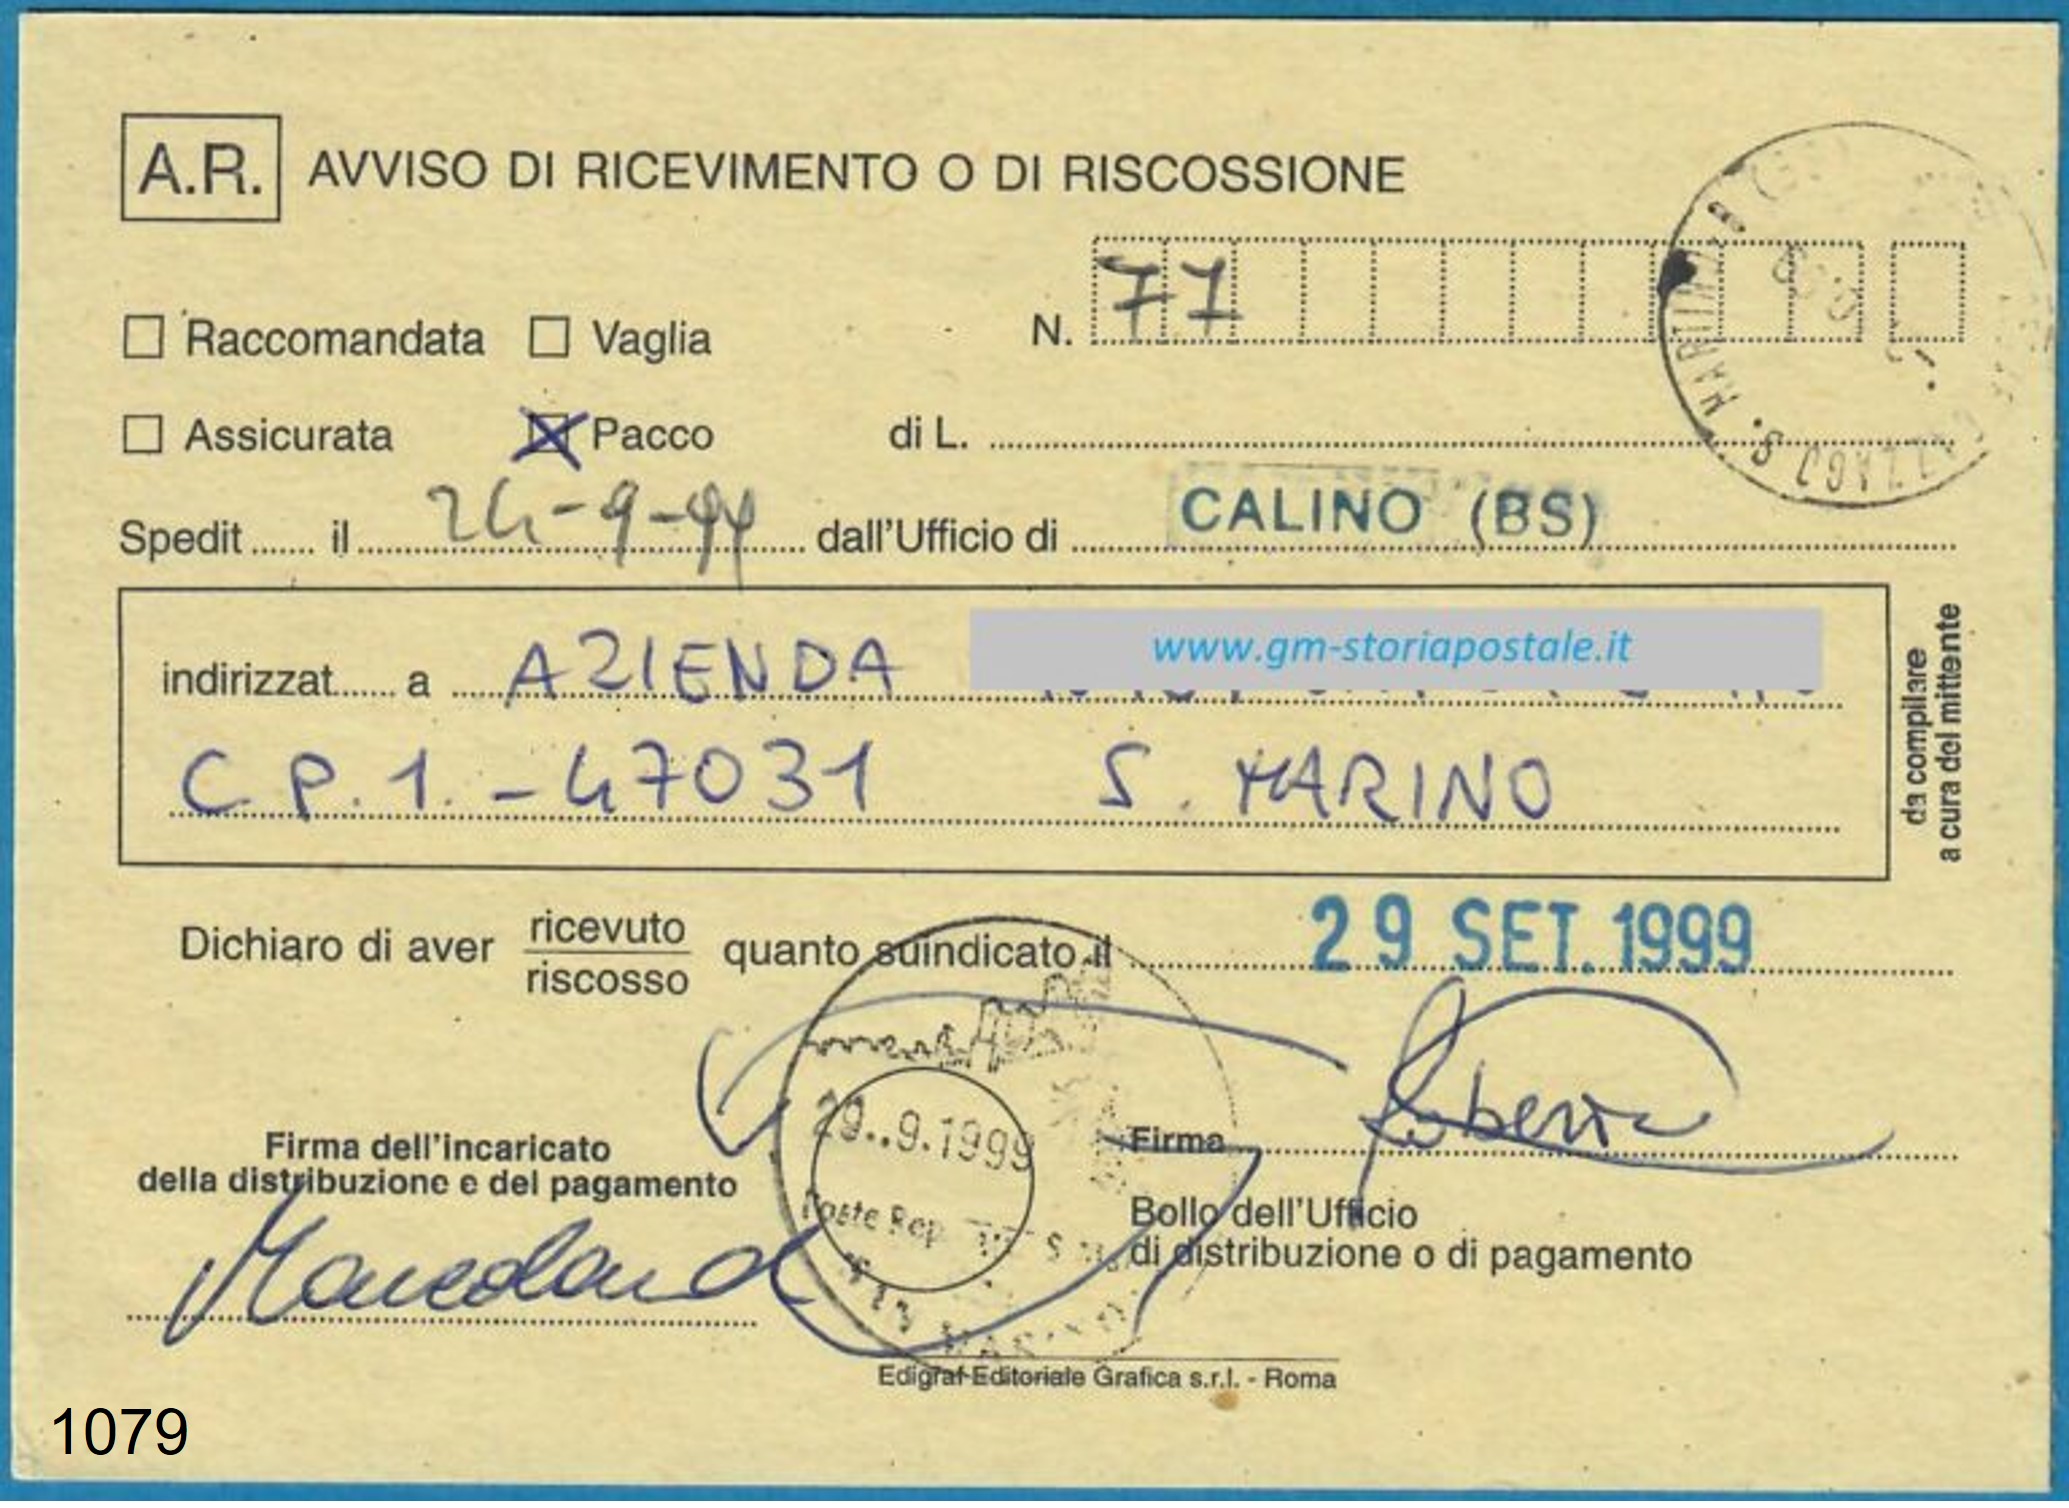 A.R. AVVISO DI RICEVIMENTO O DI RISCOSSIONE
Raccomandata Vaglia N. 77
Assicurata Pacco di L.
Spedit ...... il 24-9-99 dall'Ufficio di CALINO (BS)
indirizzat ...... a AZIENDA www.gm-storiapostale.it
C.P.1. - 47031 S. MARINO
da compilare
a cura del mittente
Dichiaro di aver ricevuto quanto suindicato il 29 SET. 1999
riscosso
29..9.1999
Poste Rep
S. MARTINO
Firma
Firma dell'incaricato
della distribuzione e del pagamento
Bollo dell'Ufficio
di distribuzione o di pagamento
Edigraf Editoriale Grafica s.r.l. - Roma
1079